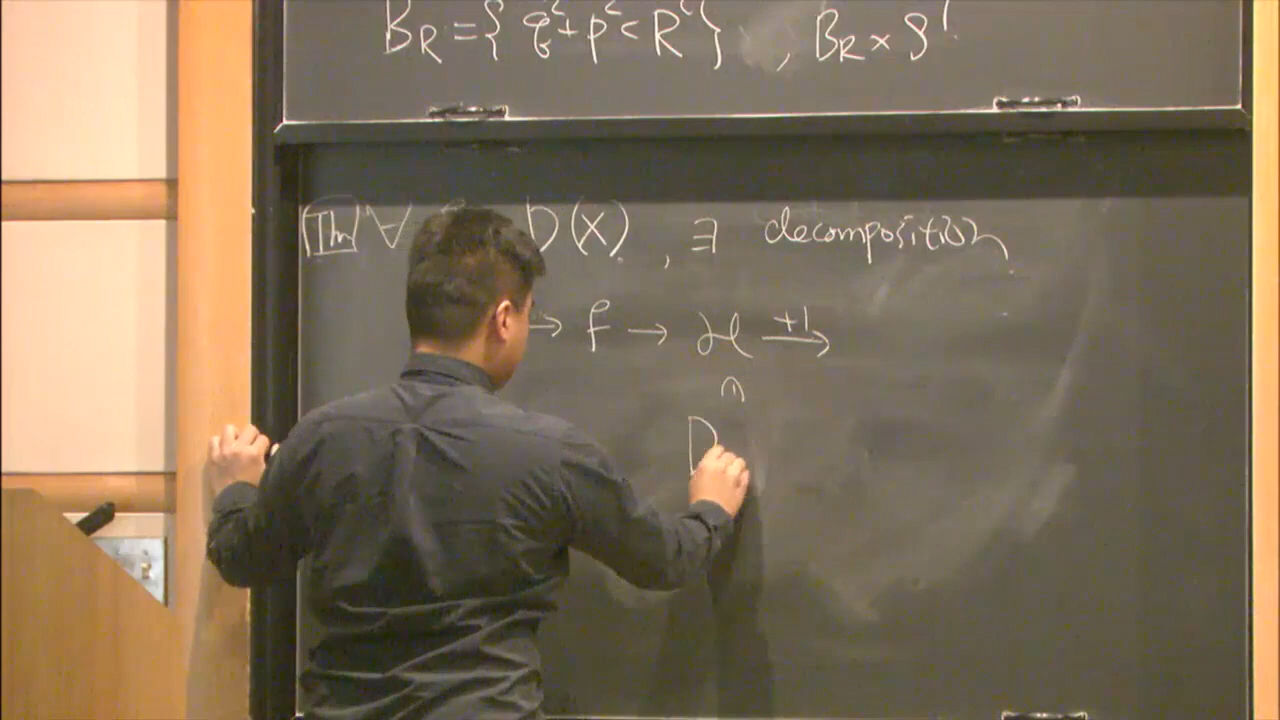 B_R = { q² + p² < R² } , B_R × S¹
Thm ∀ D(X) , ∃ decomposition
→ F → ℋ +1→
∩
D